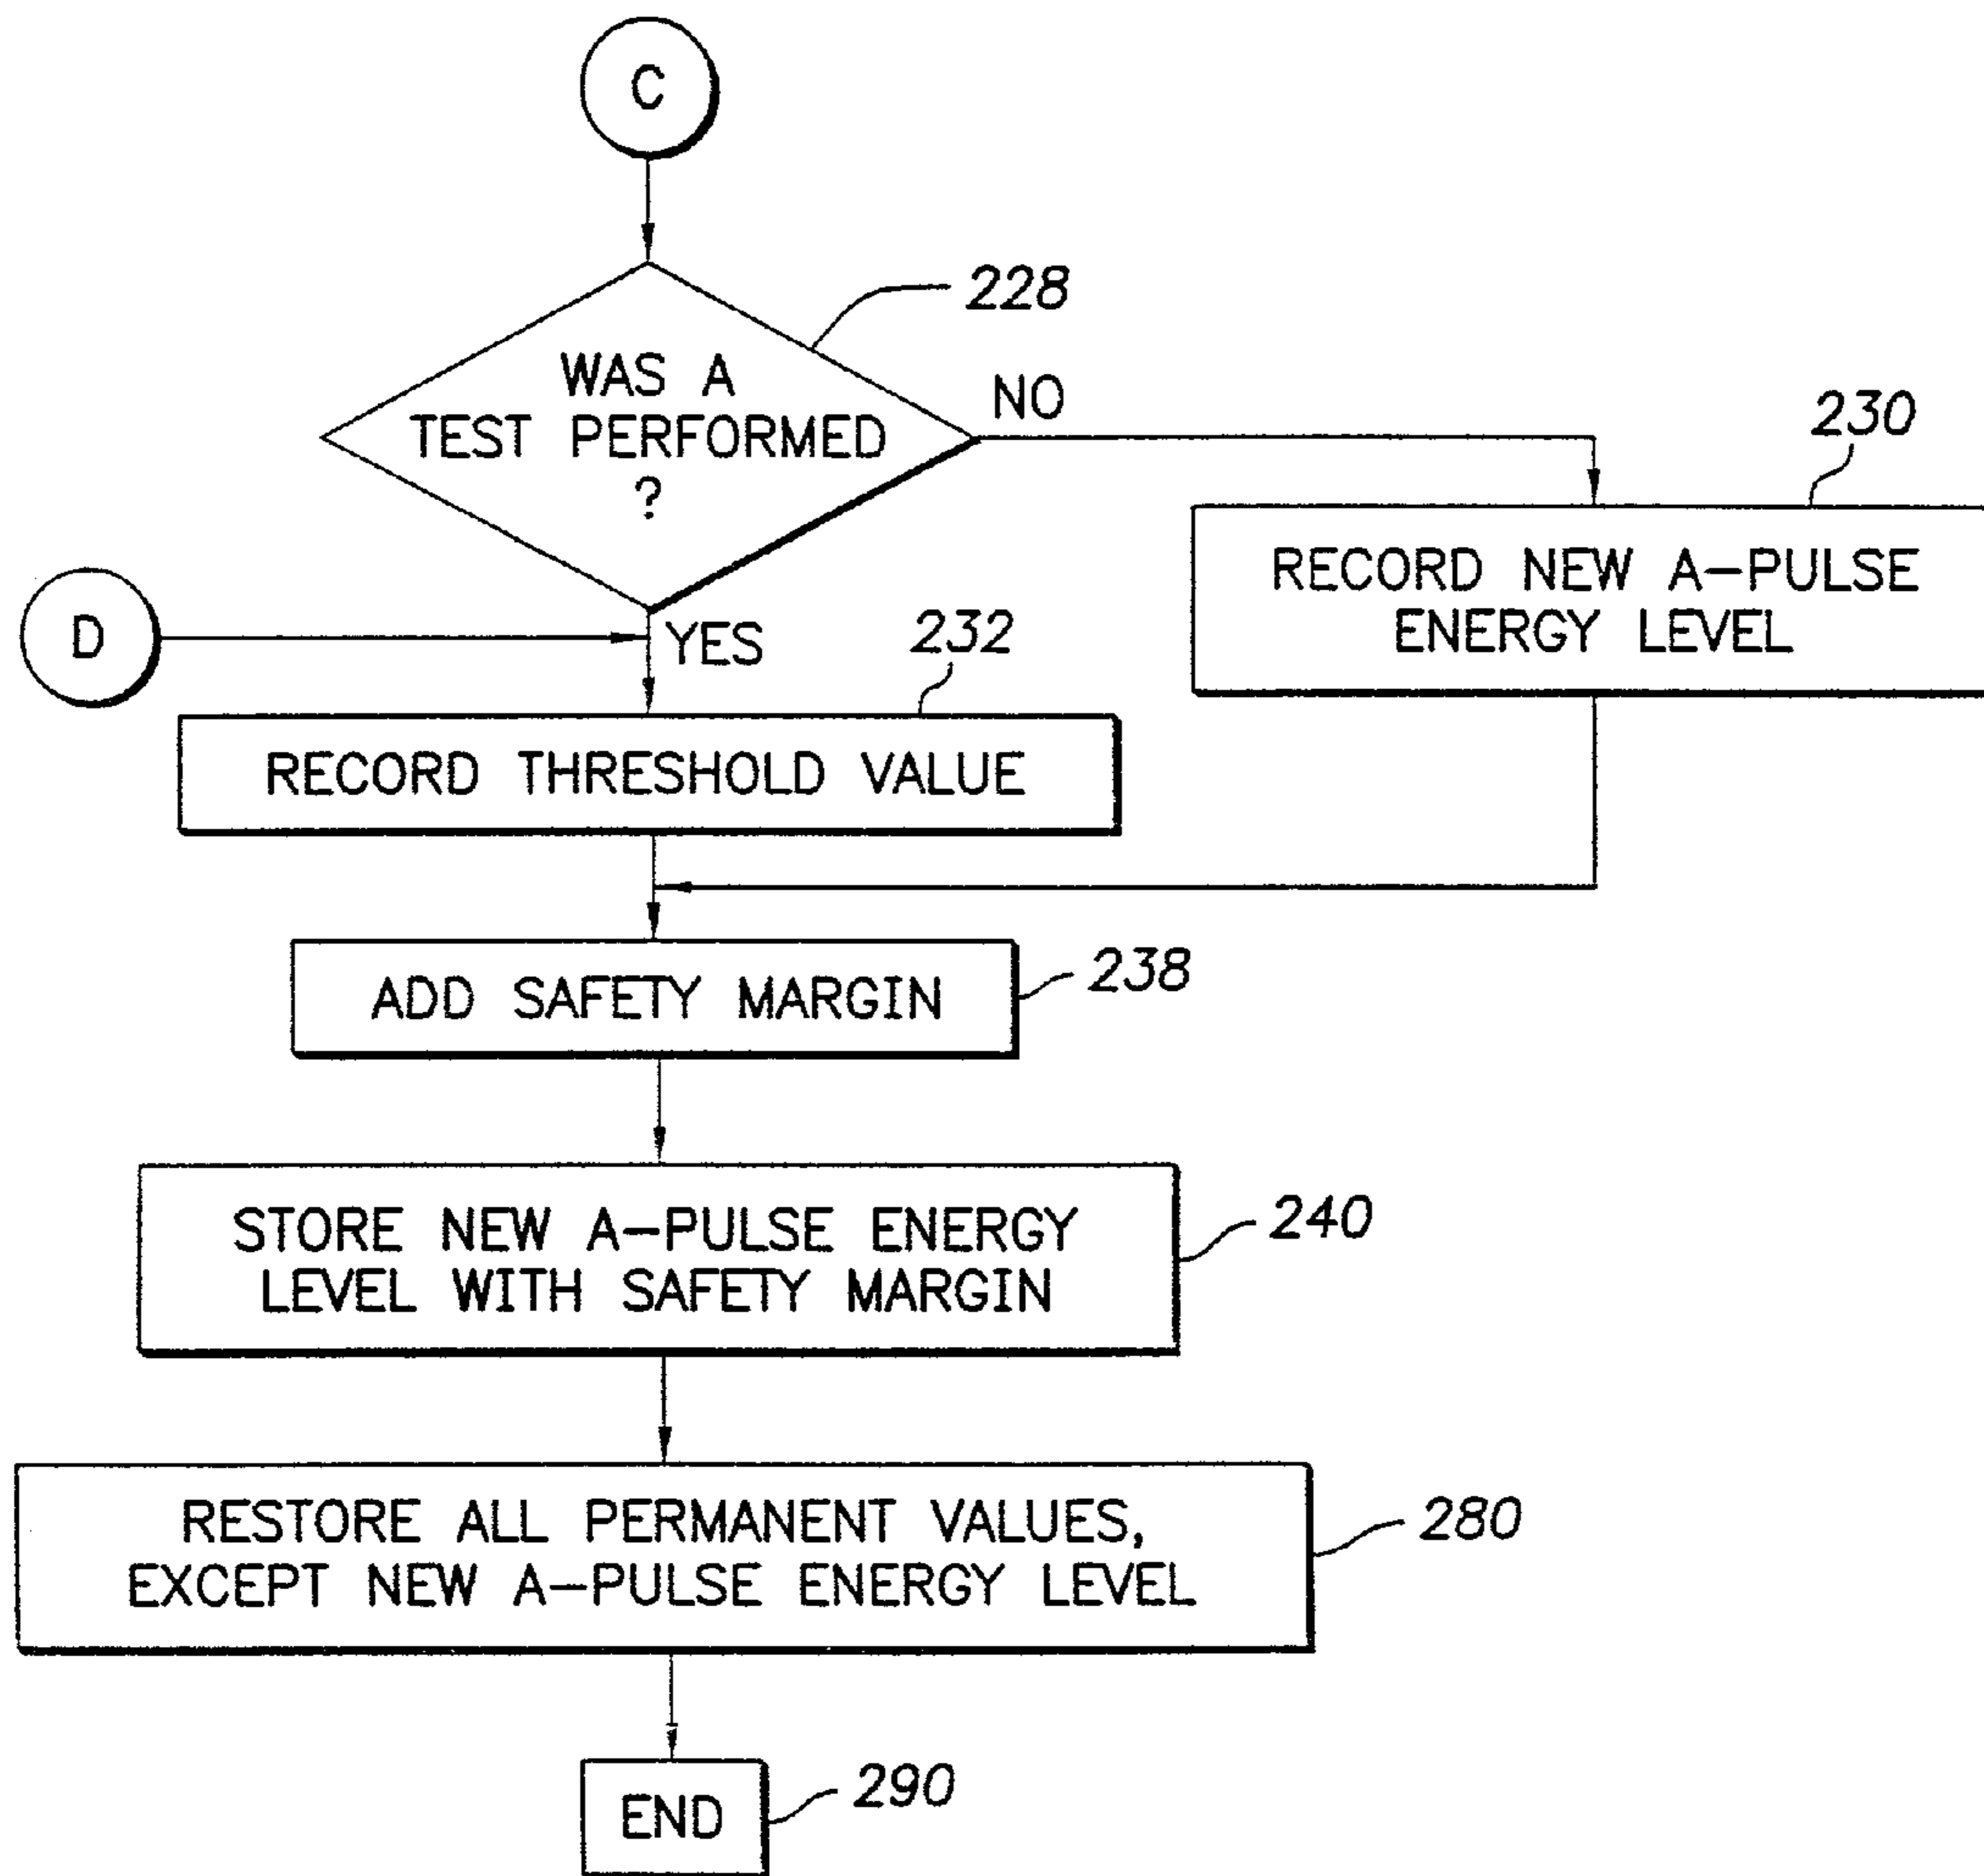 C
228
WAS A
TEST PERFORMED
?
NO
230
RECORD NEW A-PULSE
ENERGY LEVEL
D
YES
232
RECORD THRESHOLD VALUE
238
ADD SAFETY MARGIN
STORE NEW A-PULSE ENERGY
LEVEL WITH SAFETY MARGIN
240
RESTORE ALL PERMANENT VALUES,
EXCEPT NEW A-PULSE ENERGY LEVEL
280
END
290